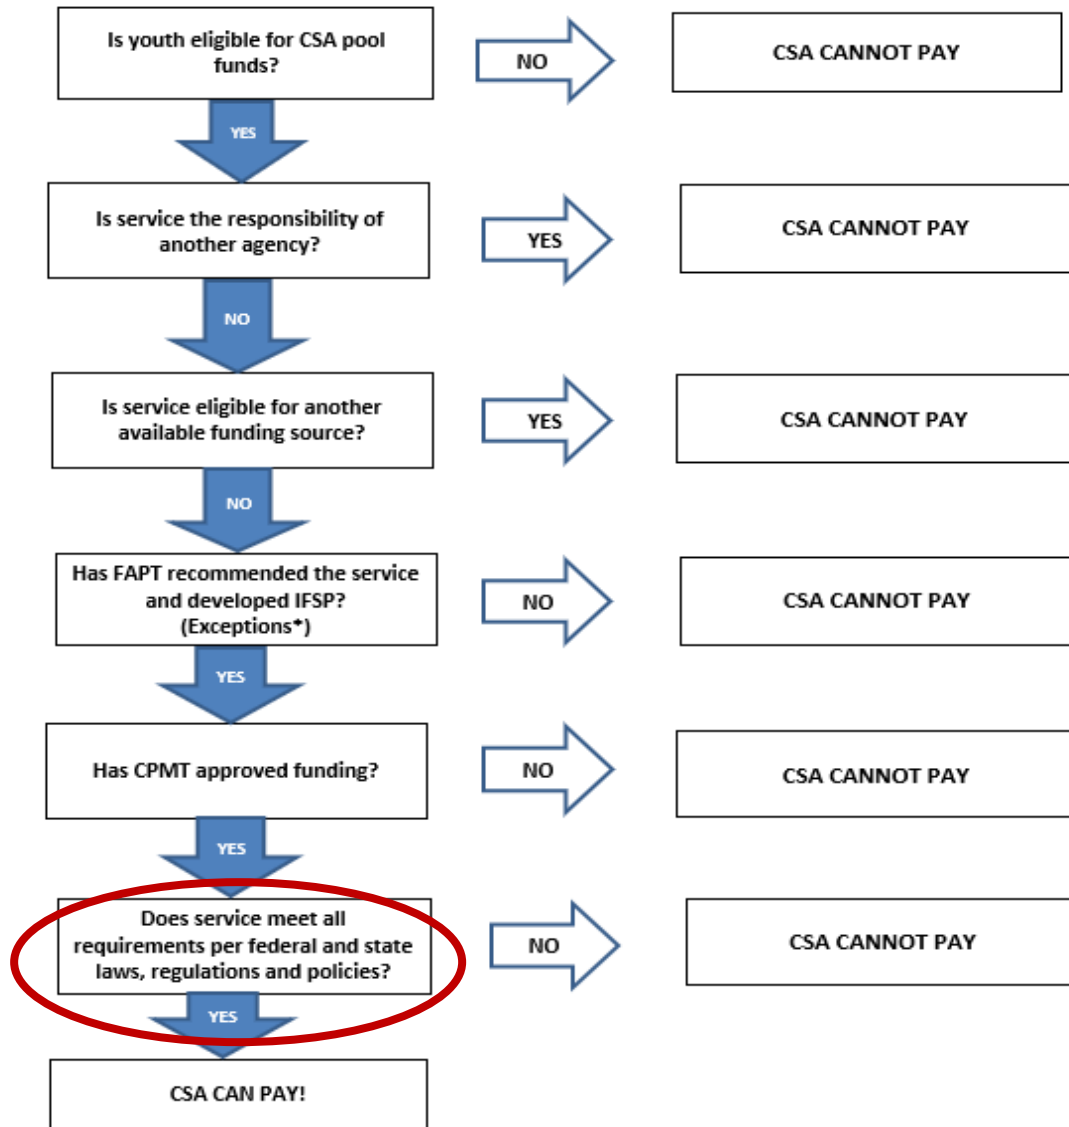 Is youth eligible for CSA pool
funds?
NO
CSA CANNOT PAY
YES
Is service the responsibility of
another agency?
YES
CSA CANNOT PAY
NO
Is service eligible for another
available funding source?
YES
CSA CANNOT PAY
NO
Has FAPT recommended the service
and developed IFSP?
(Exceptions*)
NO
CSA CANNOT PAY
YES
Has CPMT approved funding?
NO
CSA CANNOT PAY
YES
Does service meet all
requirements per federal and state
laws, regulations and policies?
NO
CSA CANNOT PAY
YES
CSA CAN PAY!